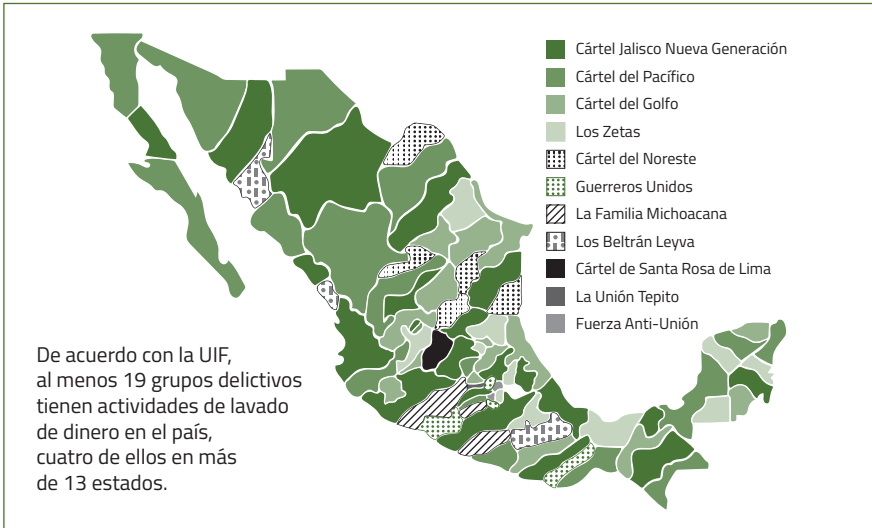 Cártel Jalisco Nueva Generación
Cártel del Pacífico
Cártel del Golfo
Los Zetas
Cártel del Noreste
Guerreros Unidos
La Familia Michoacana
Los Beltrán Leyva
Cártel de Santa Rosa de Lima
La Unión Tepito
Fuerza Anti-Unión
De acuerdo con la UIF,
al menos 19 grupos delictivos
tienen actividades de lavado
de dinero en el país,
cuatro de ellos en más
de 13 estados.